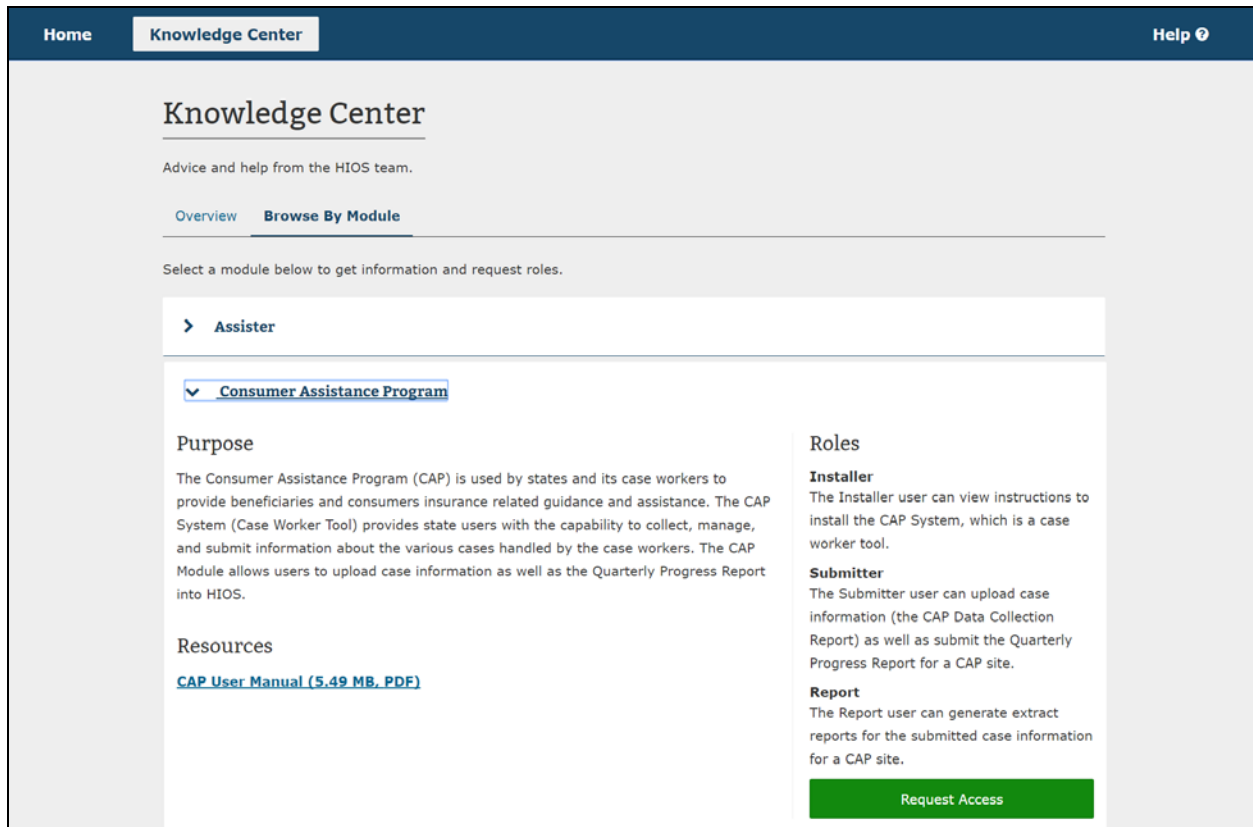 Home
Knowledge Center
Help
Knowledge Center
Advice and help from the HIOS team.
Overview
Browse By Module
Select a module below to get information and request roles.
Assister
Consumer Assistance Program
Purpose
The Consumer Assistance Program (CAP) is used by states and its case workers to
provide beneficiaries and consumers insurance related guidance and assistance. The CAP
System (Case Worker Tool) provides state users with the capability to collect, manage,
and submit information about the various cases handled by the case workers. The CAP
Module allows users to upload case information as well as the Quarterly Progress Report
into HIOS.
Resources
CAP User Manual (5.49 MB, PDF)
Roles
Installer
The Installer user can view instructions to
install the CAP System, which is a case
worker tool.
Submitter
The Submitter user can upload case
information (the CAP Data Collection
Report) as well as submit the Quarterly
Progress Report for a CAP site.
Report
The Report user can generate extract
reports for the submitted case information
for a CAP site.
Request Access